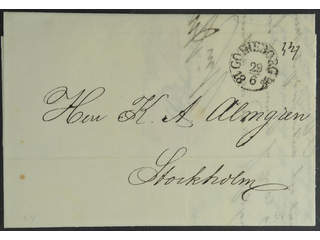 GÖTHEBORG
29
6
Herr K. A Almgren
Stockholm